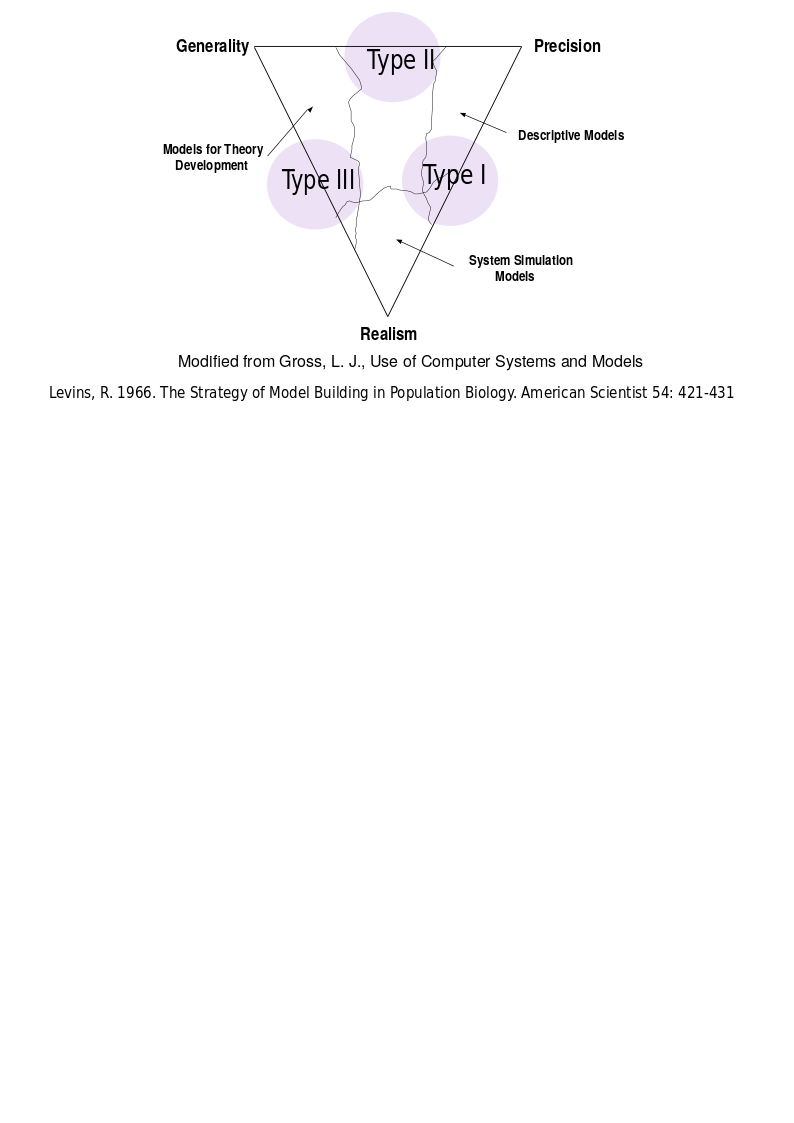 Generality
Type II
Precision
Descriptive Models
Models for Theory
Development
Type III
Type I
System Simulation
Models
Realism
Modified from Gross, L. J., Use of Computer Systems and Models
Levins, R. 1966. The Strategy of Model Building in Population Biology. American Scientist 54: 421-431